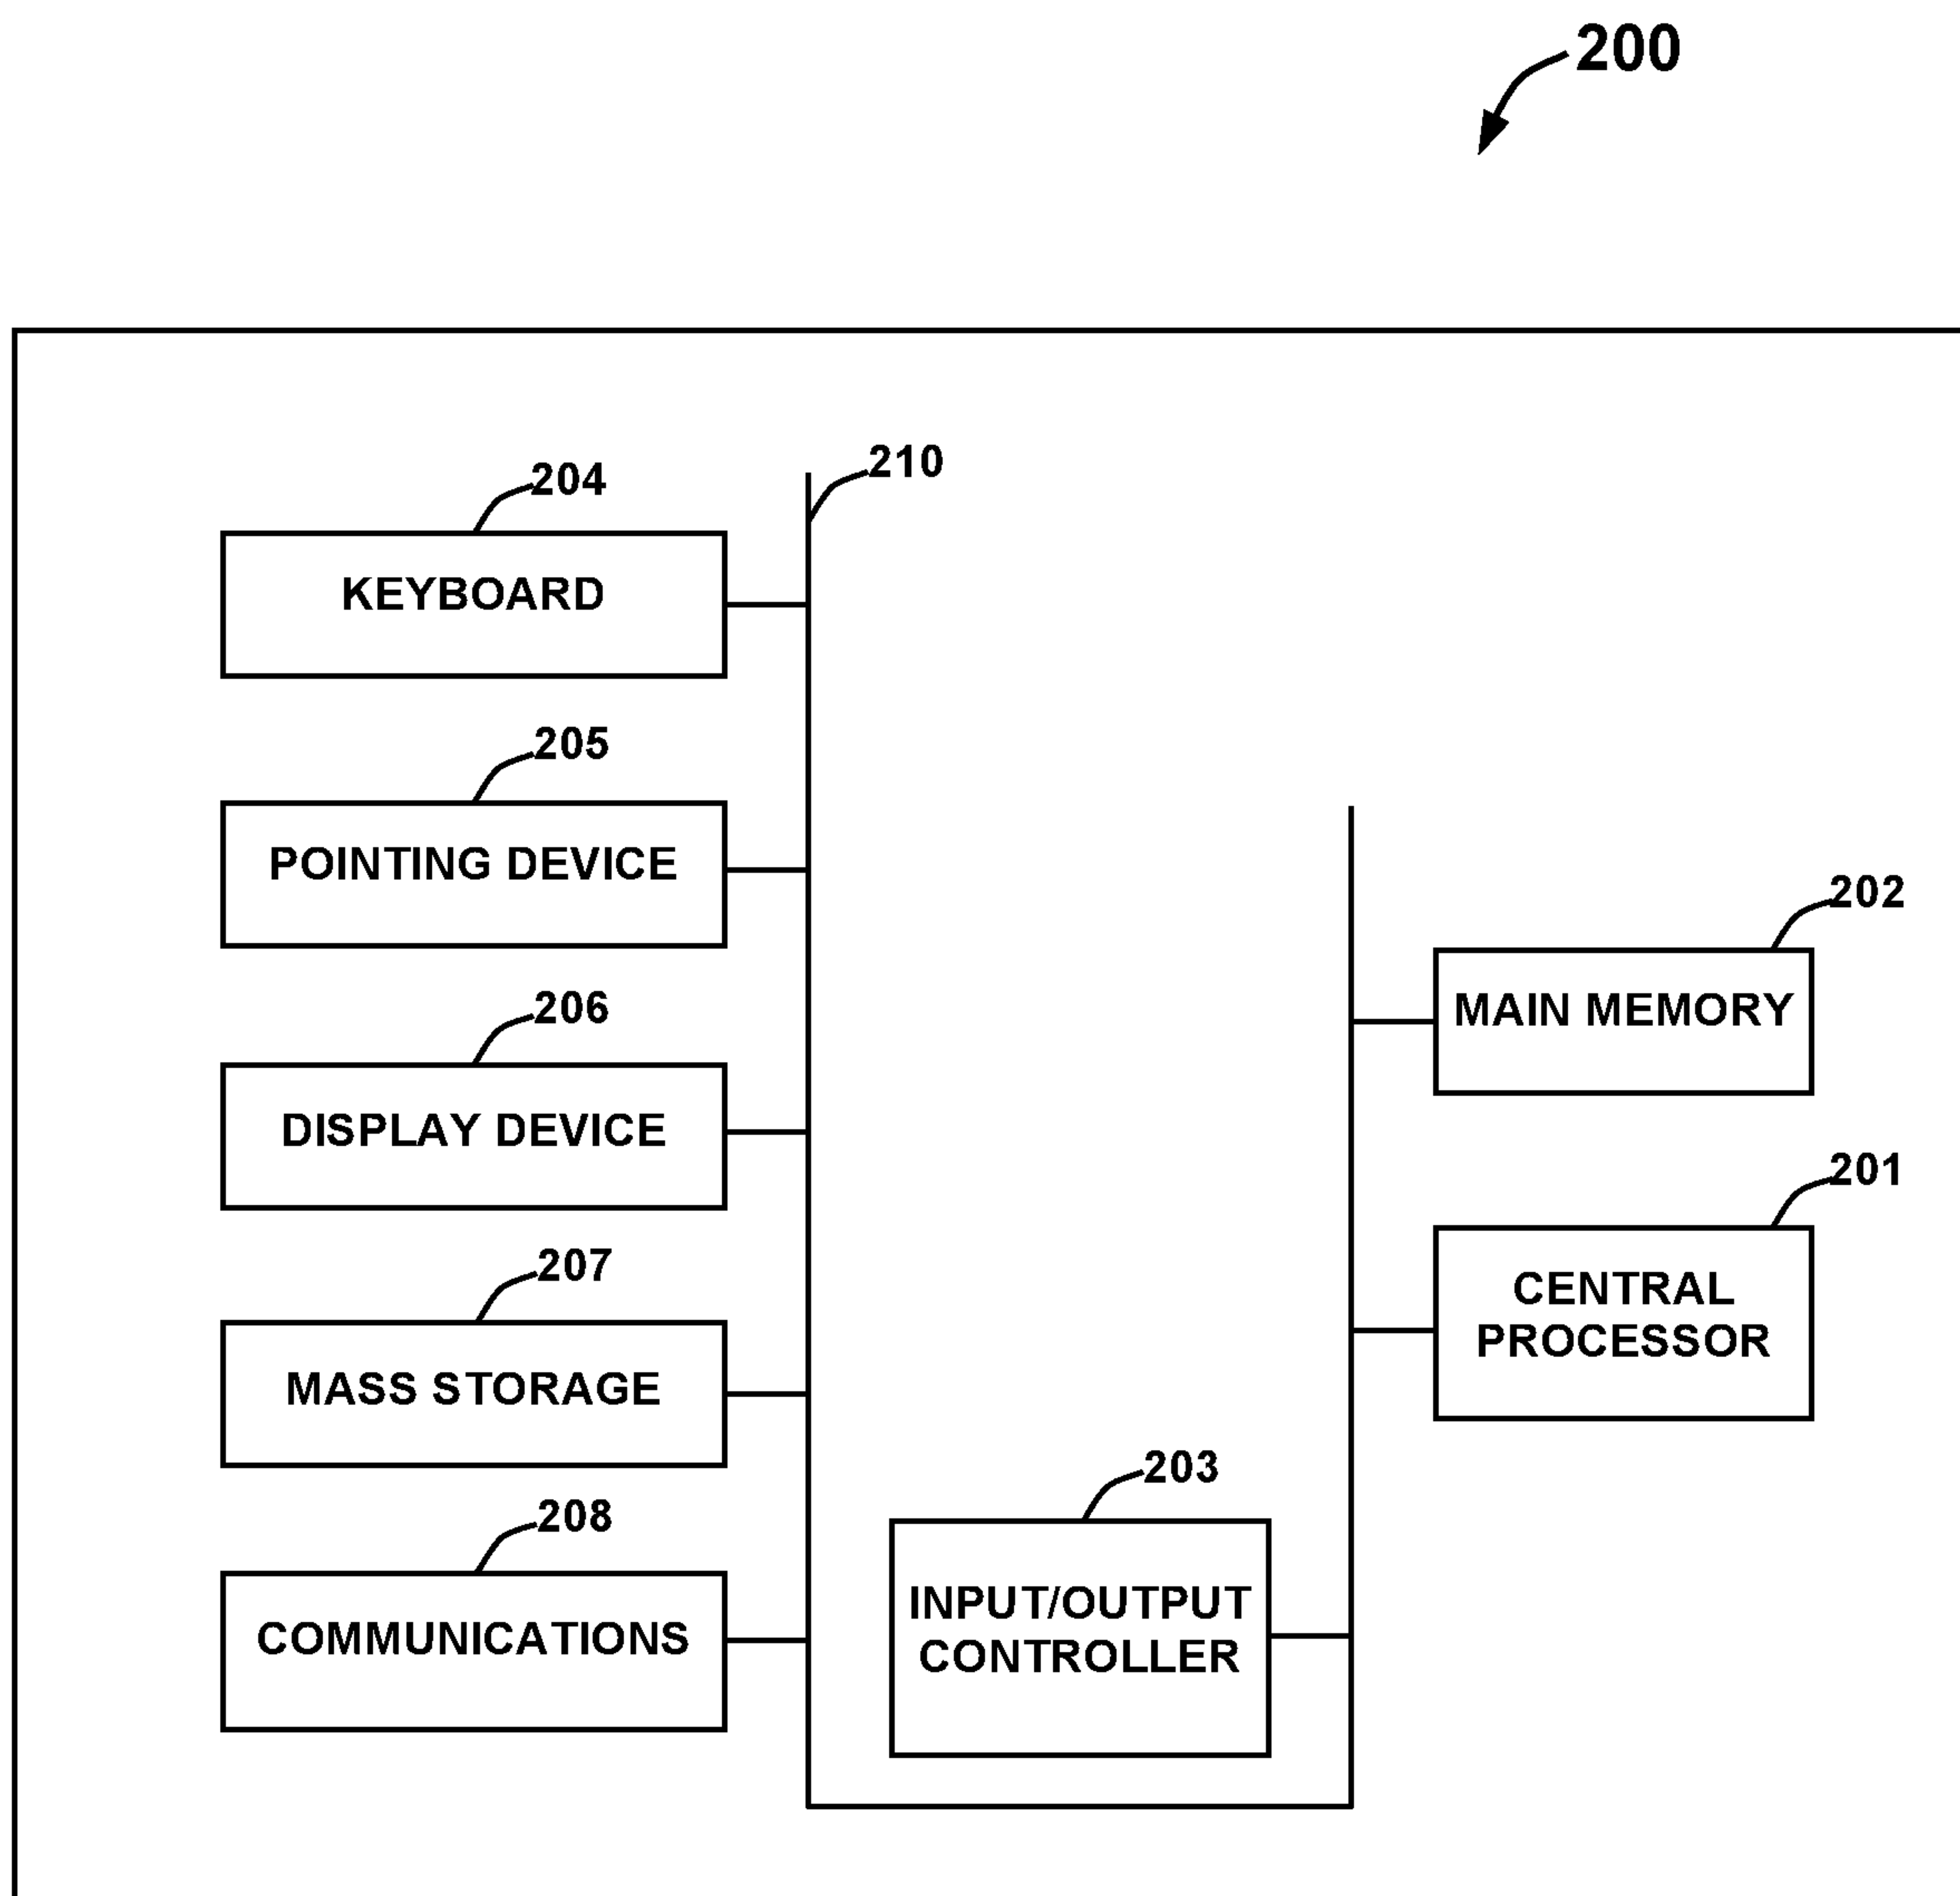 200
210
204
KEYBOARD
205
POINTING DEVICE
206
DISPLAY DEVICE
207
MASS STORAGE
208
COMMUNICATIONS
202
MAIN MEMORY
201
CENTRAL
PROCESSOR
203
INPUT/OUTPUT
CONTROLLER